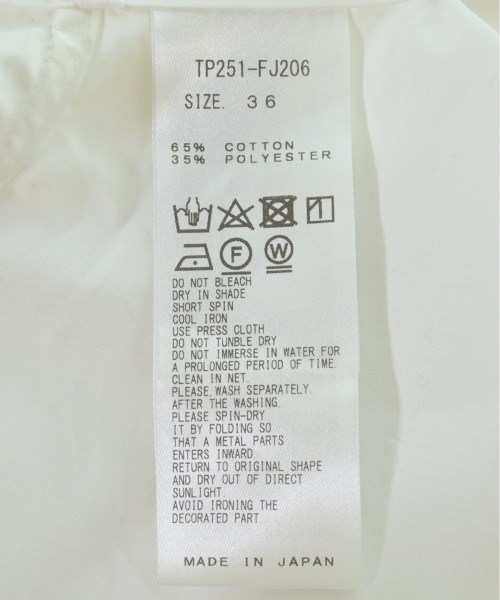 TP251-FJ206
SIZE. 36
65% COTTON
35% POLYESTER
F W
DO NOT BLEACH
DRY IN SHADE
SHORT SPIN
COOL IRON
USE PRESS CLOTH
DO NOT TUNBLE DRY
DO NOT IMMERSE IN WATER FOR
A PROLONGED PERIOD OF TIME.
CLEAN IN NET.
PLEASE WASH SEPARATELY.
AFTER THE WASHING.
PLEASE SPIN-DRY
IT BY FOLDING SO
THAT A METAL PARTS
ENTERS INWARD.
RETURN TO ORIGINAL SHAPE
AND DRY OUT OF DIRECT
SUNLIGHT.
AVOID IRONING THE
DECORATED PART
MADE IN JAPAN